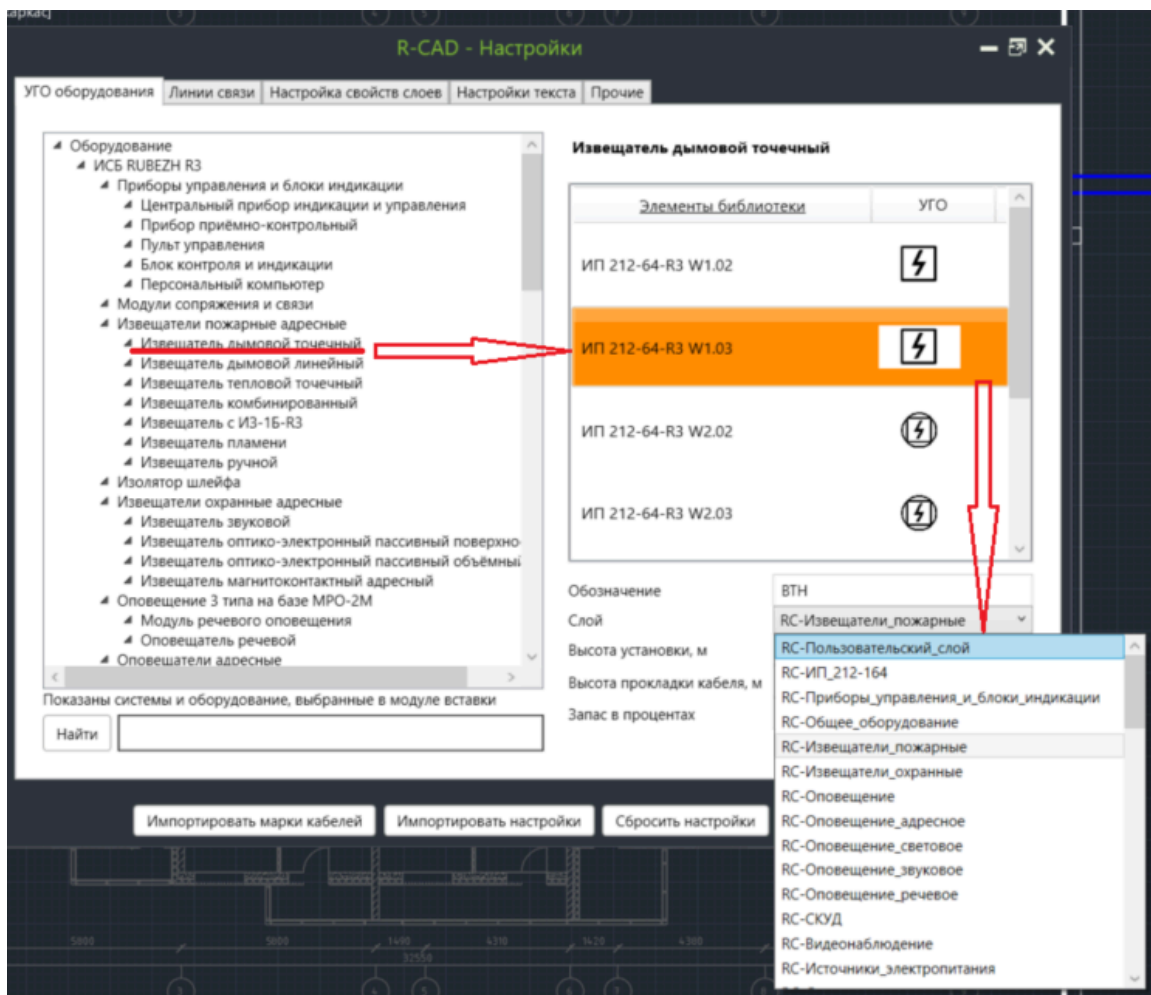 каркас]
R-CAD - Настройки
УГО оборудования
Линии связи
Настройка свойств слоев
Настройки текста
Прочие
Оборудование
ИСБ RUBEZH R3
Приборы управления и блоки индикации
Центральный прибор индикации и управления
Прибор приёмно-контрольный
Пульт управления
Блок контроля и индикации
Персональный компьютер
Модули сопряжения и связи
Извещатели пожарные адресные
Извещатель дымовой точечный
Извещатель дымовой линейный
Извещатель тепловой точечный
Извещатель комбинированный
Извещатель с ИЗ-1Б-R3
Извещатель пламени
Извещатель ручной
Изолятор шлейфа
Извещатели охранные адресные
Извещатель звуковой
Извещатель оптико-электронный пассивный поверхно
Извещатель оптико-электронный пассивный объёмный
Извещатель магнитоконтактный адресный
Оповещение 3 типа на базе МРО-2М
Модуль речевого оповещения
Оповещатель речевой
Оповещатели адресные
Показаны системы и оборудование, выбранные в модуле вставки
Найти
Извещатель дымовой точечный
Элементы библиотеки УГО
ИП 212-64-R3 W1.02
ИП 212-64-R3 W1.03
ИП 212-64-R3 W2.02
ИП 212-64-R3 W2.03
Обозначение ВТН
Слой RC-Извещатели_пожарные
Высота установки, м
Высота прокладки кабеля, м
Запас в процентах
RC-Пользовательский_слой
RC-ИП_212-164
RC-Приборы_управления_и_блоки_индикации
RC-Общее_оборудование
RC-Извещатели_пожарные
RC-Извещатели_охранные
RC-Оповещение
RC-Оповещение_адресное
RC-Оповещение_световое
RC-Оповещение_звуковое
RC-Оповещение_речевое
RC-СКУД
RC-Видеонаблюдение
RC-Источники_электропитания
Импортировать марки кабелей
Импортировать настройки
Сбросить настройки
5000 5000 1490 4310 1420 4300
32550